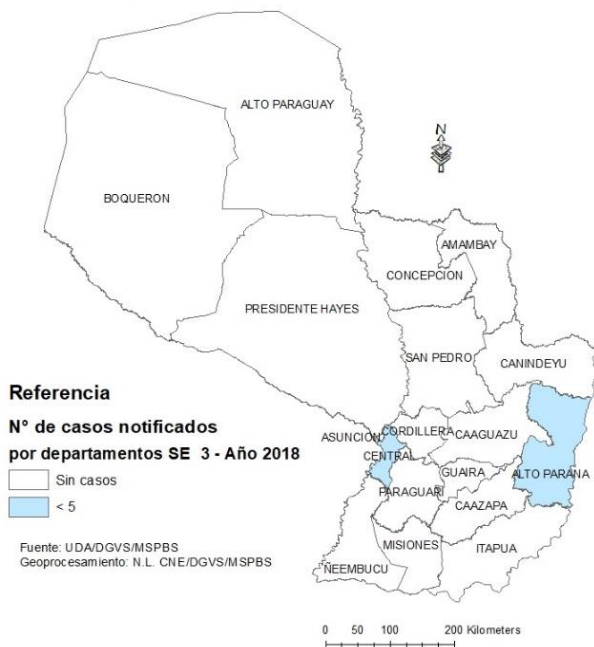 ALTO PARAGUAY
N
BOQUERON
AMAMBAY
CONCEPCION
PRESIDENTE HAYES
SAN PEDRO
CANINDEYU
Referencia
N° de casos notificados
por departamentos SE 3 - Año 2018
Sin casos
< 5
ASUNCION
CORDILLERA
CAAGUAZU
CENTRAL
GUAIRA
ALTO PARANA
PARAGUARI
CAAZAPA
MISIONES
ITAPUA
ÑEEMBUCU
Fuente: UDA/DGVS/MSPBS
Geoprocesamiento: N.L. CNE/DGVS/MSPBS
0 50 100 200 Kilometers